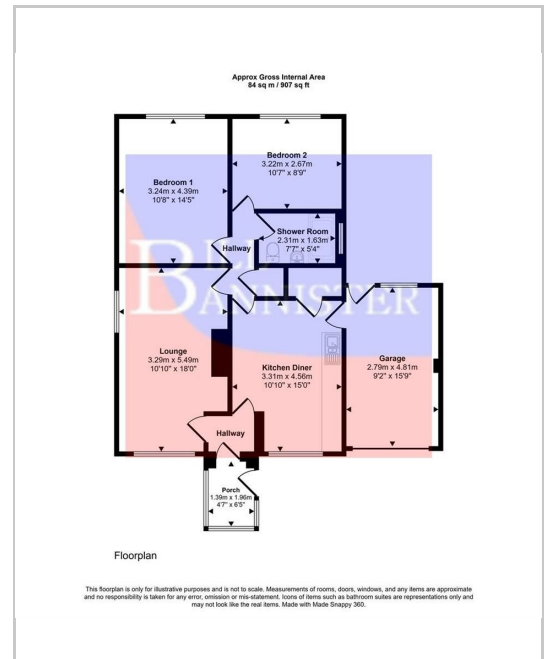 Approx Gross Internal Area
84 sq m / 907 sq ft
Bedroom 2
3.22m x 2.67m
10'7" x 8'9"
Bedroom 1
3.24m x 4.39m
10'8" x 14'5"
Shower Room
2.31m x 1.63m
7'7" x 5'4"
Hallway
BILL
BANNISTER
Lounge
3.29m x 5.49m
10'10" x 18'0"
Kitchen Diner
3.31m x 4.56m
10'10" x 15'0"
Garage
2.79m x 4.81m
9'2" x 15'9"
Hallway
Porch
1.39m x 1.96m
4'7" x 6'5"
Floorplan
This floorplan is only for illustrative purposes and is not to scale. Measurements of rooms, doors, windows, and any items are approximate
and no responsibility is taken for any error, omission or mis-statement. Icons of items such as bathroom suites are representations only and
may not look like the real items. Made with Made Snappy 360.